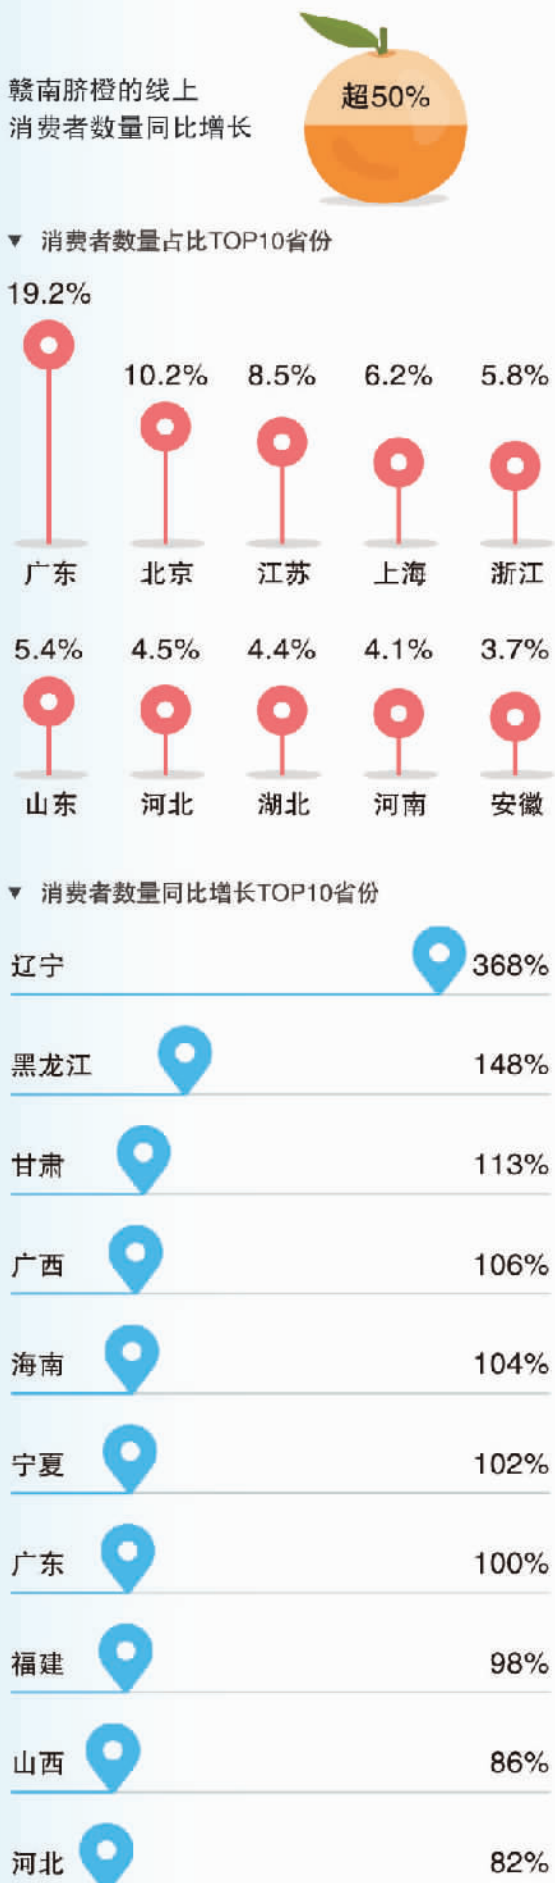 赣南脐橙的线上
消费者数量同比增长
超50%
▼ 消费者数量占比TOP10省份
19.2%
10.2% 8.5% 6.2% 5.8%
广东 北京 江苏 上海 浙江
5.4% 4.5% 4.4% 4.1% 3.7%
山东 河北 湖北 河南 安徽
▼ 消费者数量同比增长TOP10省份
辽宁 368%
黑龙江 148%
甘肃 113%
广西 106%
海南 104%
宁夏 102%
广东 100%
福建 98%
山西 86%
河北 82%